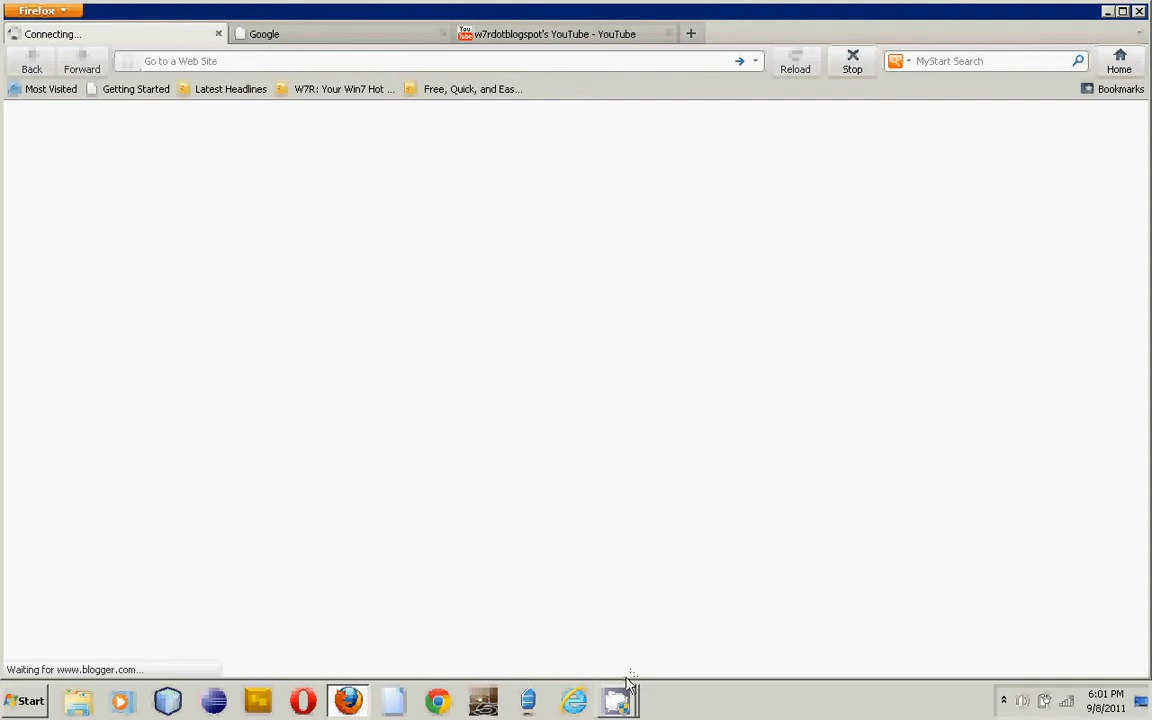 Firefox
Connecting...
Google
You Tube
w7rdotblogspot's YouTube - YouTube
Back
Forward
Go to a Web Site
Reload
Stop
MyStart Search
Home
Most Visited
Getting Started
Latest Headlines
W7R: Your Win7 Hot ...
Free, Quick, and Eas...
Bookmarks
Waiting for www.blogger.com...
Start
6:01 PM
9/8/2011